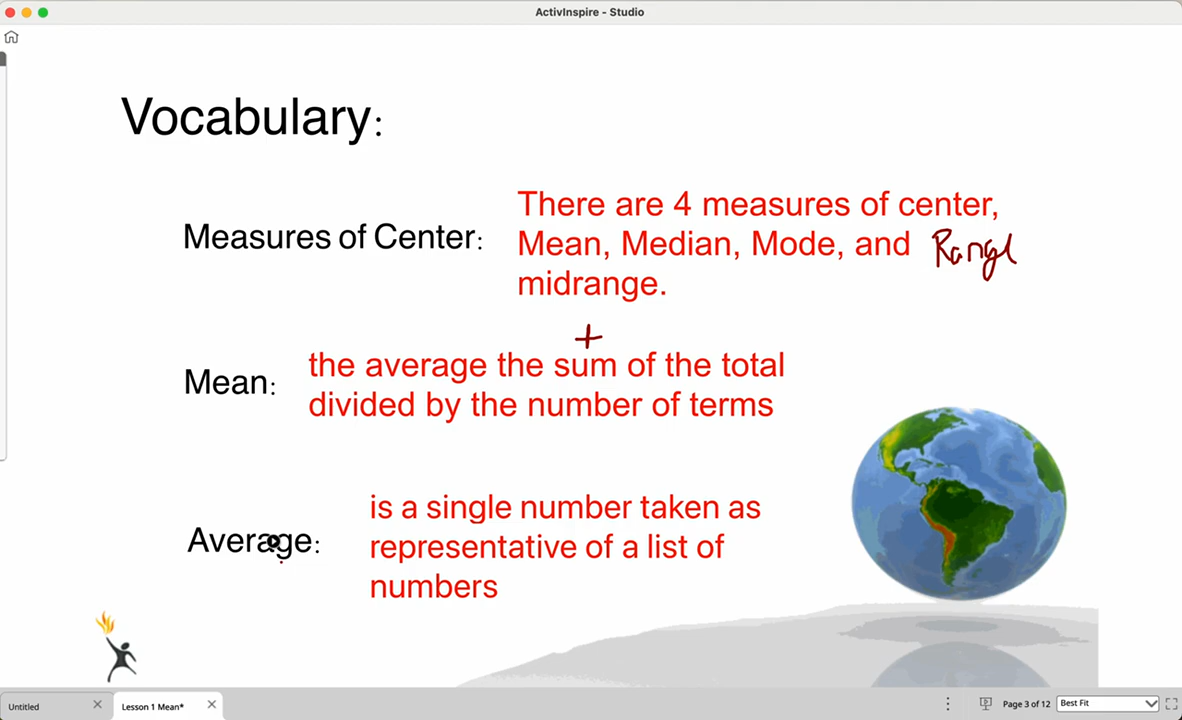 ActivInspire - Studio
Vocabulary:
Measures of Center:
There are 4 measures of center,
Mean, Median, Mode, and Range
midrange.
+
Mean:
the average the sum of the total
divided by the number of terms
Average:
is a single number taken as
representative of a list of
numbers
Untitled
Lesson 1 Mean*
Page 3 of 12
Best Fit